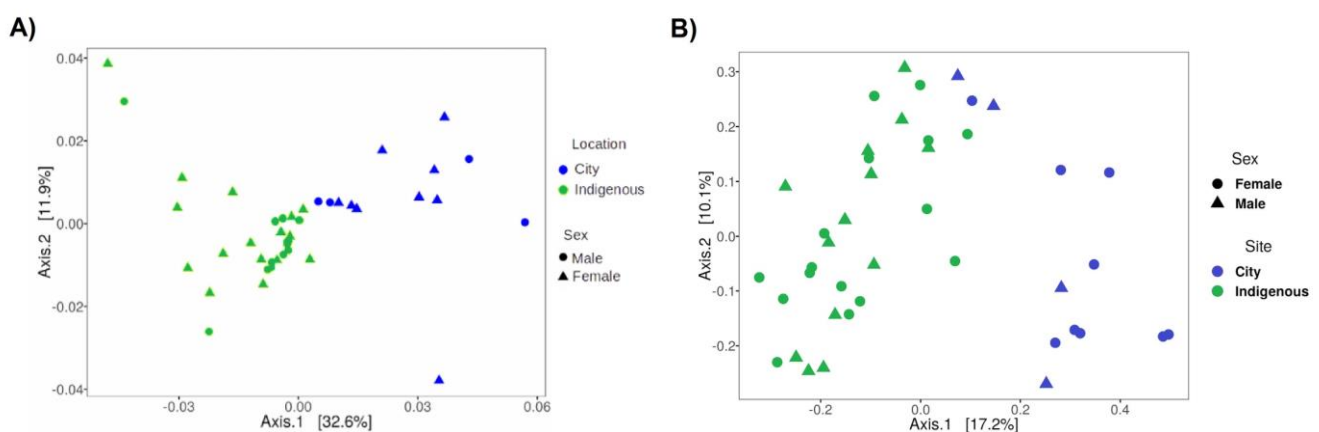 A)
0.04
0.02
0.00
-0.02
-0.04
Axis.2 [11.9%]
-0.03
0.00
0.03
0.06
Axis.1 [32.6%]
Location
City
Indigenous
Sex
Male
Female
B)
0.3
0.2
0.1
0.0
-0.1
-0.2
Axis.2 [10.1%]
-0.2
0.0
0.2
0.4
Axis.1 [17.2%]
Sex
Female
Male
Site
City
Indigenous